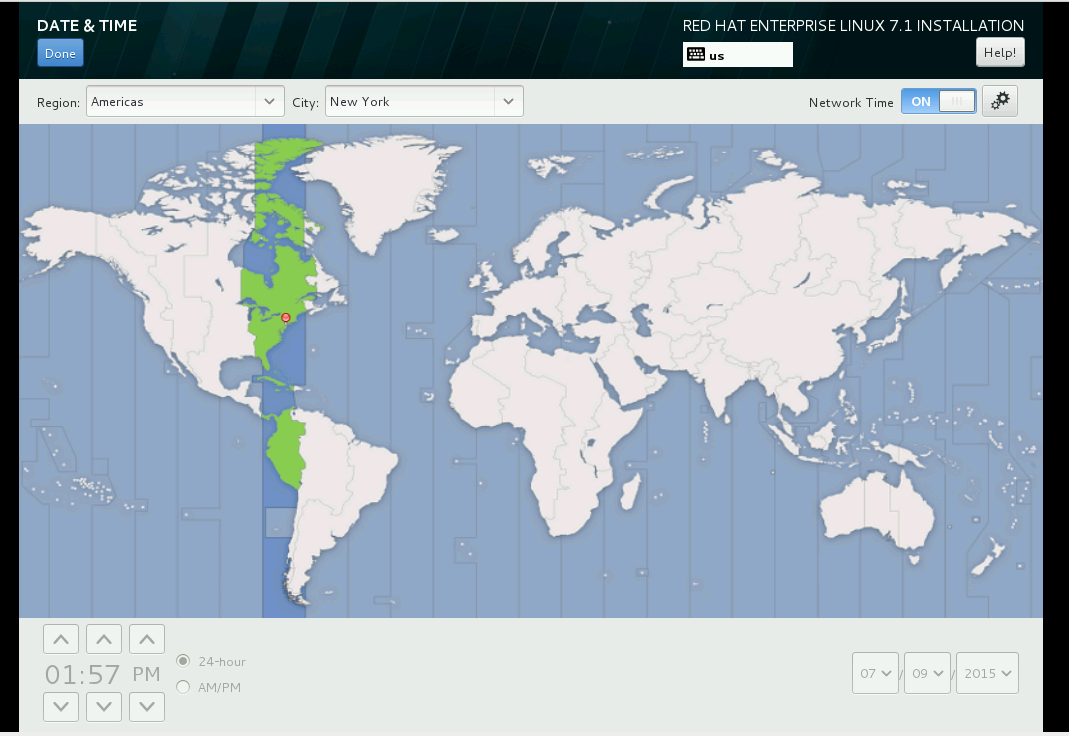 DATE & TIME
RED HAT ENTERPRISE LINUX 7.1 INSTALLATION
Done
us
Help!
Region: Americas City: New York Network Time ON
01:57 PM
24-hour
AM/PM
07 / 09 / 2015